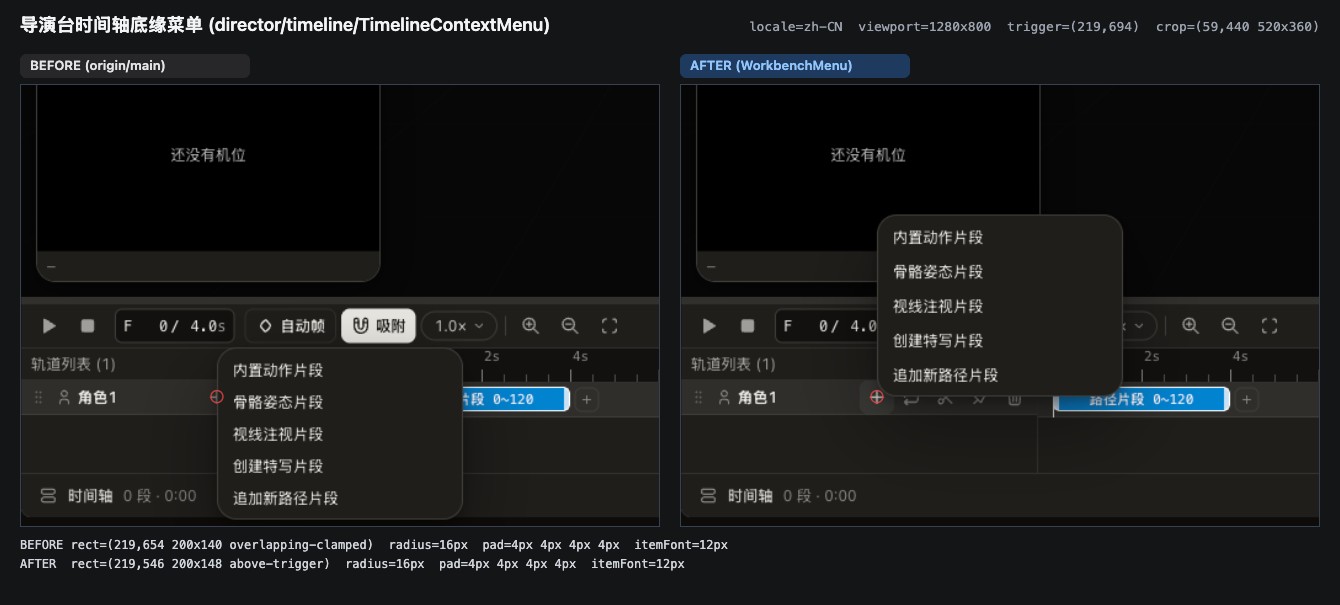 导演台时间轴底缘菜单 (director/timeline/TimelineContextMenu)
locale=zh-CN viewport=1280x800 trigger=(219,694) crop=(59,440 520x360)
BEFORE (origin/main)
还没有机位
—
F 0/ 4.0s 自动帧 吸附 1.0×
轨道列表 (1) 2s 4s
角色1 片段 0~120 +
内置动作片段
骨骼姿态片段
视线注视片段
创建特写片段
追加新路径片段
时间轴 0 段 · 0:00
AFTER (WorkbenchMenu)
还没有机位
—
内置动作片段
骨骼姿态片段
视线注视片段
创建特写片段
追加新路径片段
F 0/ 4.0 ×
轨道列表 (1) 2s 4s
角色1 路径片段 0~120 +
时间轴 0 段 · 0:00
BEFORE rect=(219,654 200x140 overlapping-clamped) radius=16px pad=4px 4px 4px 4px itemFont=12px
AFTER rect=(219,546 200x148 above-trigger) radius=16px pad=4px 4px 4px 4px itemFont=12px